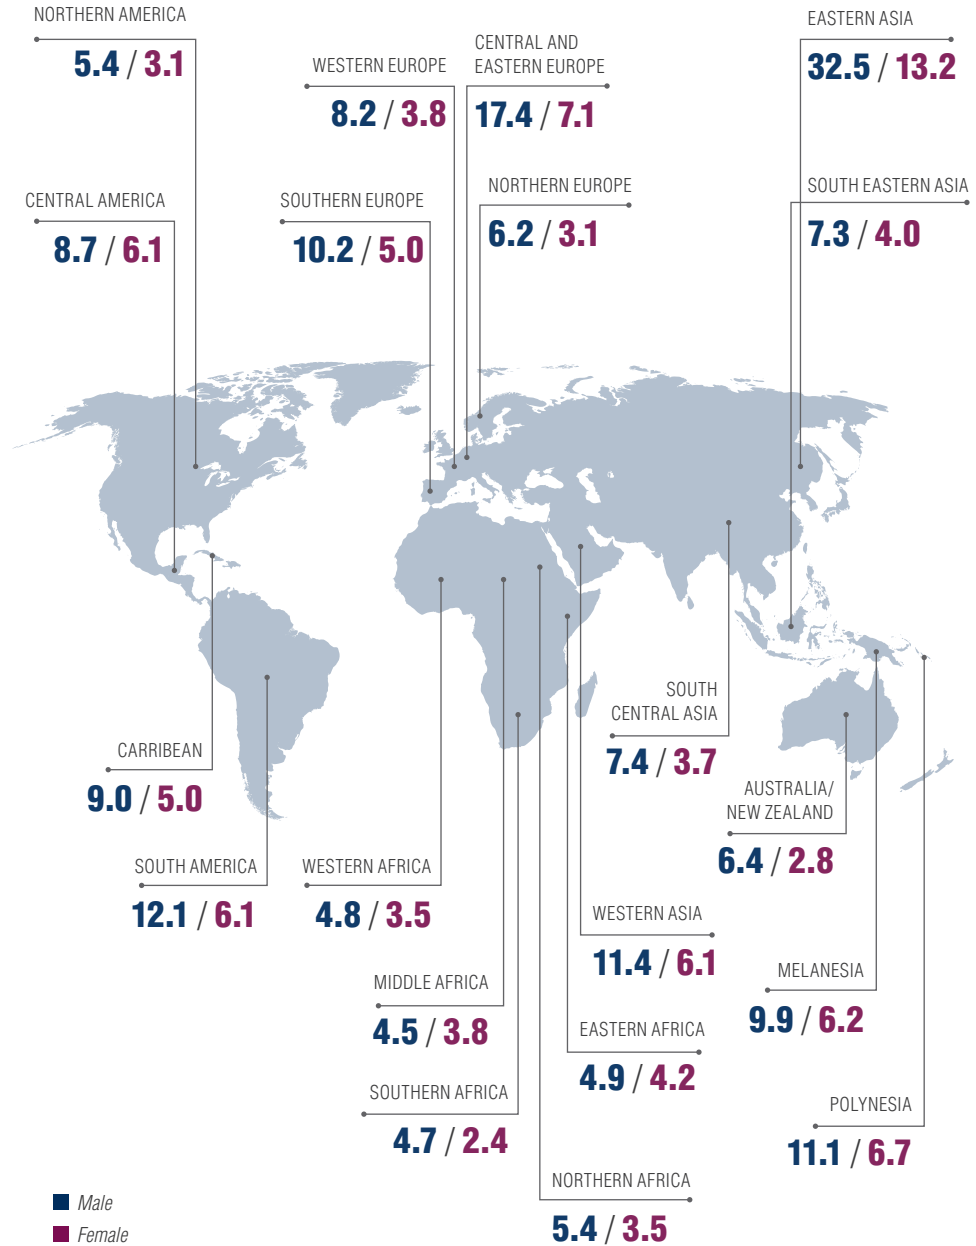 NORTHERN AMERICA
5.4 / 3.1
WESTERN EUROPE
8.2 / 3.8
CENTRAL AND
EASTERN EUROPE
17.4 / 7.1
EASTERN ASIA
32.5 / 13.2
CENTRAL AMERICA
8.7 / 6.1
SOUTHERN EUROPE
10.2 / 5.0
NORTHERN EUROPE
6.2 / 3.1
SOUTH EASTERN ASIA
7.3 / 4.0
SOUTH
CENTRAL ASIA
7.4 / 3.7
CARRIBEAN
9.0 / 5.0
AUSTRALIA/
NEW ZEALAND
6.4 / 2.8
SOUTH AMERICA
12.1 / 6.1
WESTERN AFRICA
4.8 / 3.5
WESTERN ASIA
11.4 / 6.1
MELANESIA
9.9 / 6.2
MIDDLE AFRICA
4.5 / 3.8
EASTERN AFRICA
4.9 / 4.2
SOUTHERN AFRICA
4.7 / 2.4
POLYNESIA
11.1 / 6.7
NORTHERN AFRICA
5.4 / 3.5
Male
Female